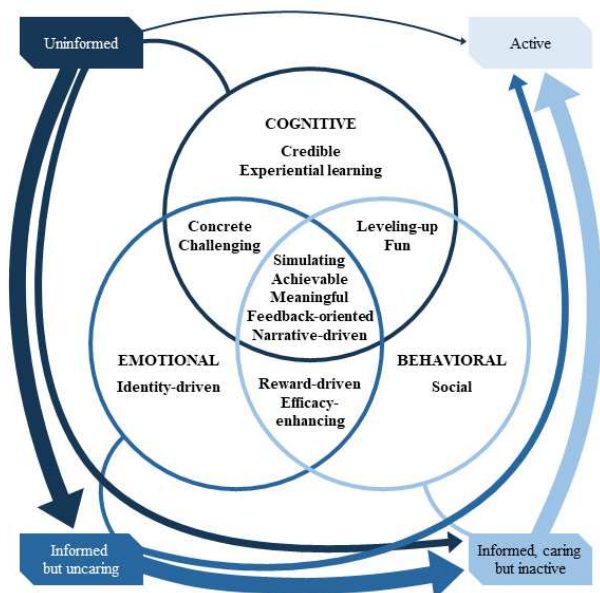 Uninformed
Active
COGNITIVE
Credible
Experiential learning
Concrete
Challenging
Leveling-up
Fun
Simulating
Achievable
Meaningful
Feedback-oriented
Narrative-driven
EMOTIONAL
Identity-driven
BEHAVIORAL
Social
Reward-driven
Efficacy-
enhancing
Informed
but uncaring
Informed, caring
but inactive